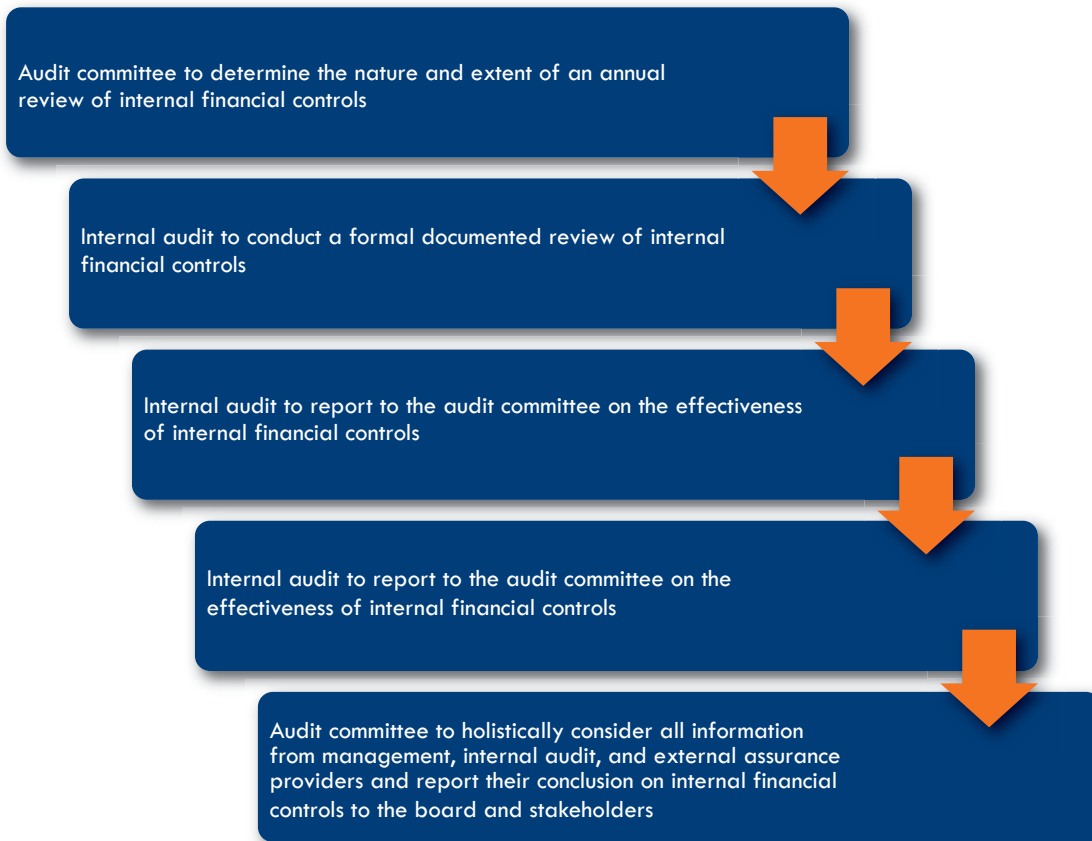 Audit committee to determine the nature and extent of an annual
review of internal financial controls
Internal audit to conduct a formal documented review of internal
financial controls
Internal audit to report to the audit committee on the effectiveness
of internal financial controls
Internal audit to report to the audit committee on the
effectiveness of internal financial controls
Audit committee to holistically consider all information
from management, internal audit, and external assurance
providers and report their conclusion on internal financial
controls to the board and stakeholders